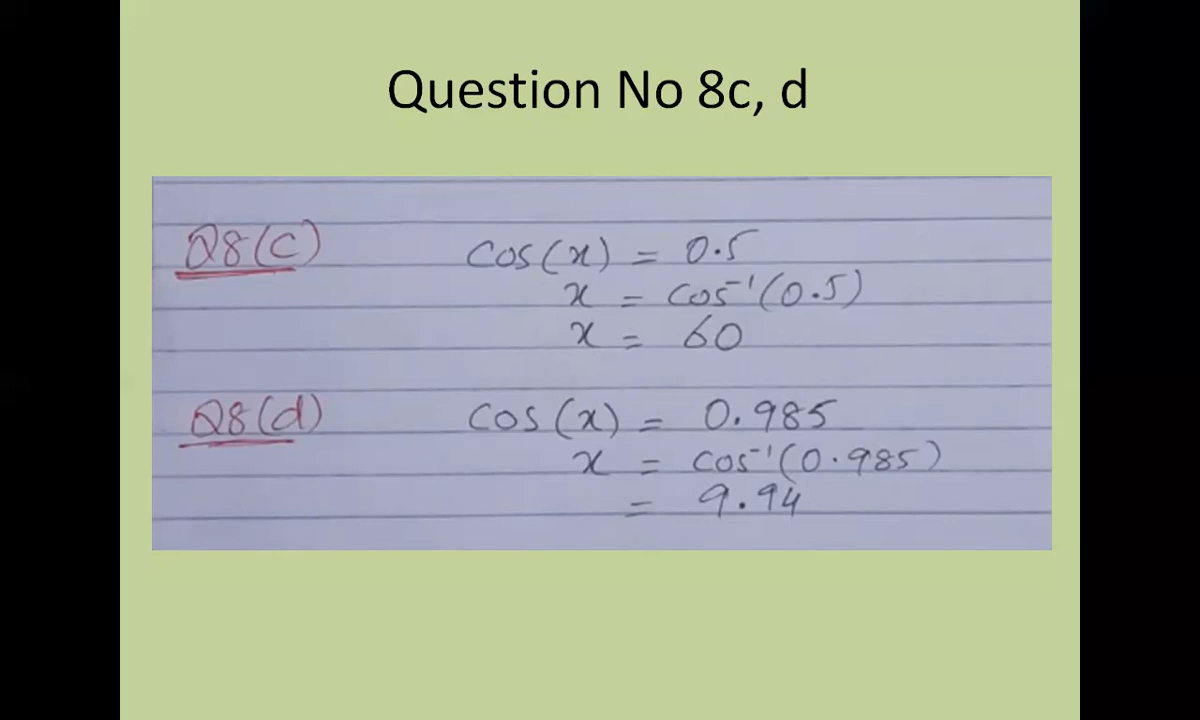 Question No 8c, d
Q8(c) cos(x) = 0.5
x = cos⁻¹(0.5)
x = 60
Q8(d) cos(x) = 0.985
x = cos⁻¹(0.985)
= 9.94